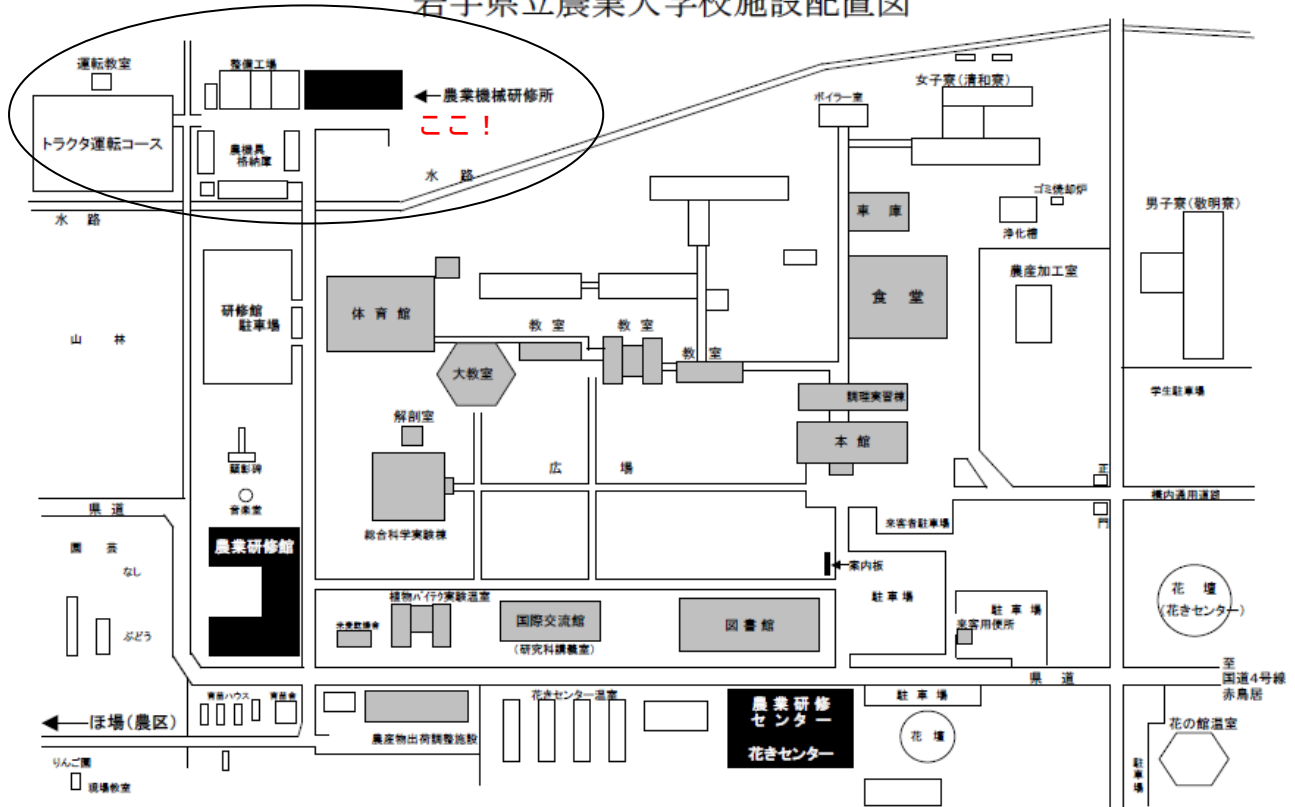 岩手県立農業大学校施設配置図
運転教室
整備工場
←農業機械研修所
ここ！
トラクタ運転コース
農機具
格納庫
水 路
水 路
ボイラー室
女子寮(清和寮)
車 庫
ゴミ焼却炉
浄化槽
男子寮(敬明寮)
農産加工室
食 堂
研修館
駐車場
体 育 館
教 室
教 室
教 室
大教室
山 林
学生駐車場
調理実習棟
本 館
解剖室
広 場
顕彰碑
音楽堂
総合科学実験棟
正
門
構内通用道路
来客者駐車場
県 道
園 芸
なし
ぶどう
農業研修館
←案内板
駐 車 場
駐 車 場
来客用便所
花 壇
(花きセンター)
植物バイテク実験温室
米麦乾燥舎
国際交流館
(研究科講義室)
図 書 館
県 道
至
国道4号線
赤鳥居
育苗ハウス
育苗舎
花きセンター温室
農 業 研 修
セ ン タ ー
花きセンター
駐 車 場
花 壇
花の館温室
←ほ場(農区)
農産物出荷調整施設
りんご園
現場教室
駐
車
場